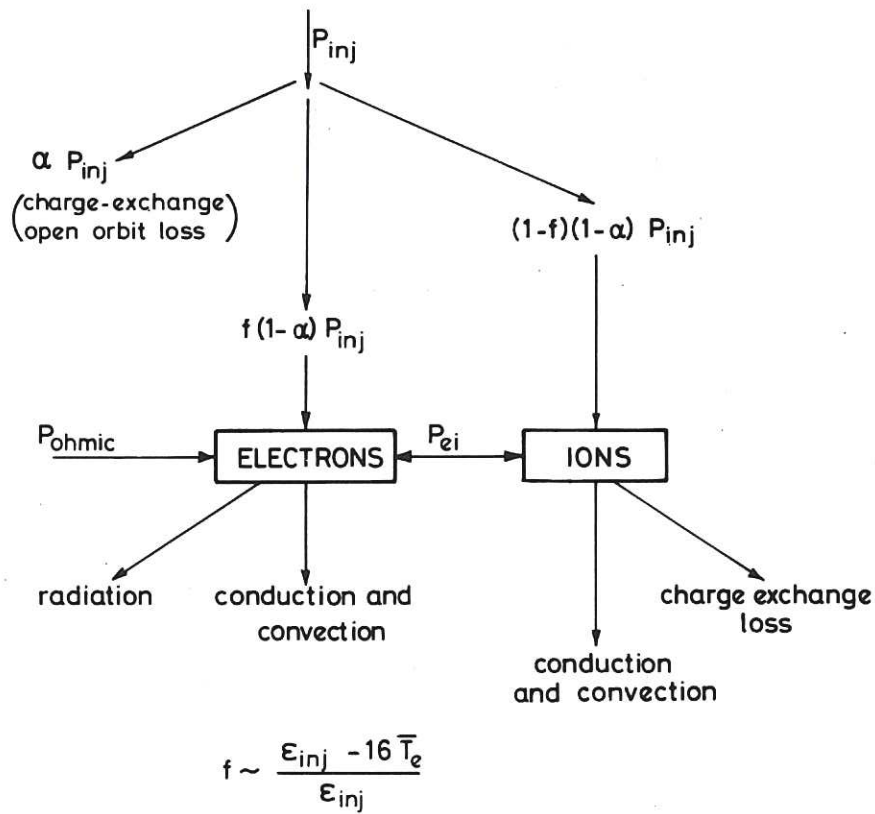 P_inj
α P_inj
(charge-exchange
open orbit loss)
(1-f)(1-α) P_inj
f(1-α) P_inj
P_ohmic
ELECTRONS
P_ei
IONS
radiation
conduction and
convection
charge exchange
loss
conduction
and convection
f ~ (ε_inj - 16 T̅_e) / ε_inj